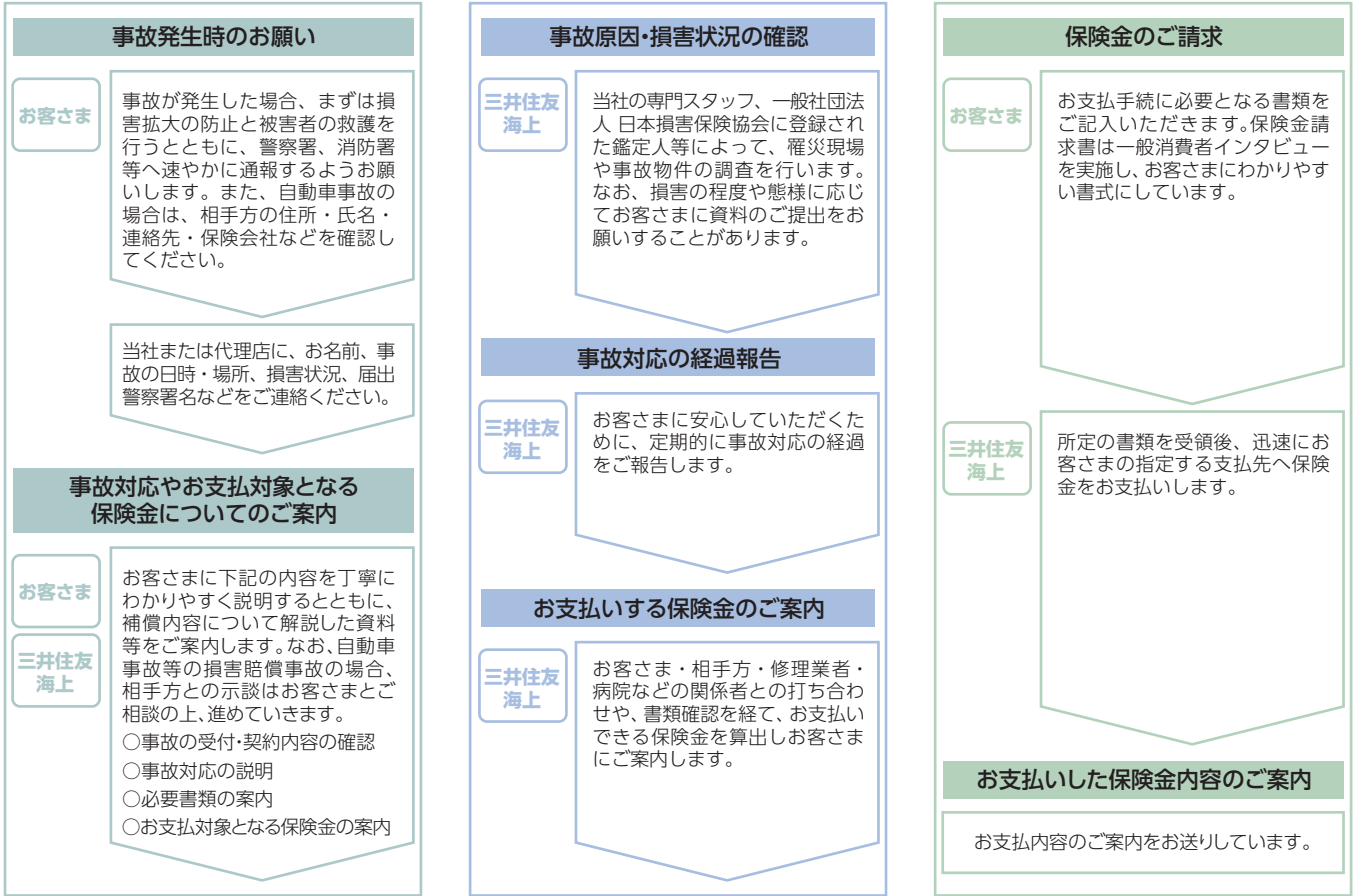 事故発生時のお願い
お客さま
事故が発生した場合、まずは損
害拡大の防止と被害者の救護を
行うとともに、警察署、消防署
等へ速やかに通報するようお願
いします。また、自動車事故の
場合は、相手方の住所・氏名・
連絡先・保険会社などを確認し
てください。
当社または代理店に、お名前、事
故の日時・場所、損害状況、届出
警察署名などをご連絡ください。
事故対応やお支払対象となる
保険金についてのご案内
お客さま
三井住友
海上
お客さまに下記の内容を丁寧に
わかりやすく説明するとともに、
補償内容について解説した資料
等をご案内します。なお、自動車
事故等の損害賠償事故の場合、
相手方との示談はお客さまとご
相談の上、進めていきます。
○事故の受付・契約内容の確認
○事故対応の説明
○必要書類の案内
○お支払対象となる保険金の案内
事故原因・損害状況の確認
三井住友
海上
当社の専門スタッフ、一般社団法
人 日本損害保険協会に登録され
た鑑定人等によって、罹災現場
や事故物件の調査を行います。
なお、損害の程度や態様に応じ
てお客さまに資料のご提出をお
願いすることがあります。
事故対応の経過報告
三井住友
海上
お客さまに安心していただくた
めに、定期的に事故対応の経過
をご報告します。
お支払いする保険金のご案内
三井住友
海上
お客さま・相手方・修理業者・
病院などの関係者との打ち合わ
せや、書類確認を経て、お支払い
できる保険金を算出しお客さま
にご案内します。
保険金のご請求
お客さま
お支払手続に必要となる書類を
ご記入いただきます。保険金請
求書は一般消費者インタビュー
を実施し、お客さまにわかりやす
い書式にしています。
三井住友
海上
所定の書類を受領後、迅速にお
客さまの指定する支払先へ保険
金をお支払いします。
お支払いした保険金内容のご案内
お支払内容のご案内をお送りしています。